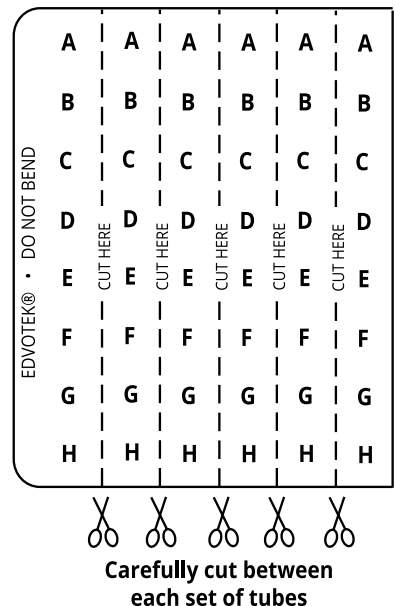 EDVOTEK® • DO NOT BEND
A A A A A A
B B B B B B
C C C C C C
D D D D D D
CUT HERE CUT HERE CUT HERE CUT HERE CUT HERE
E E E E E E
F F F F F F
G G G G G G
H H H H H H
Carefully cut between
each set of tubes